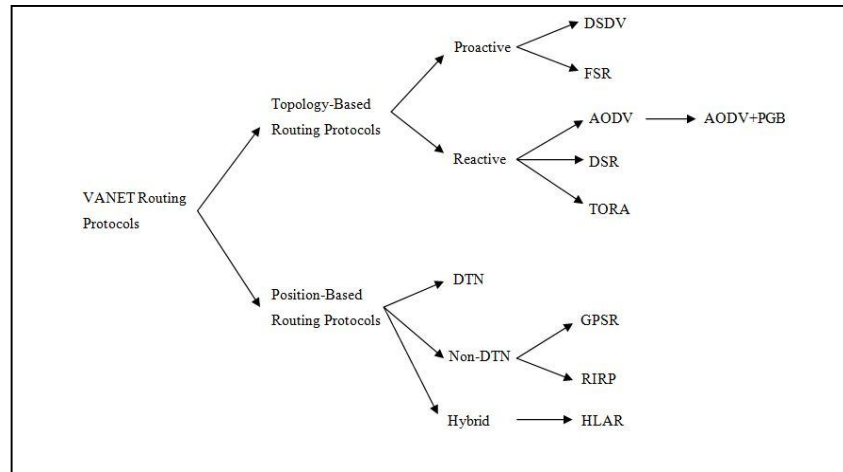 DSDV
Proactive
FSR
Topology-Based
Routing Protocols
AODV
AODV+PGB
Reactive
DSR
TORA
VANET Routing
Protocols
DTN
Position-Based
Routing Protocols
GPSR
Non-DTN
RIRP
Hybrid
HLAR